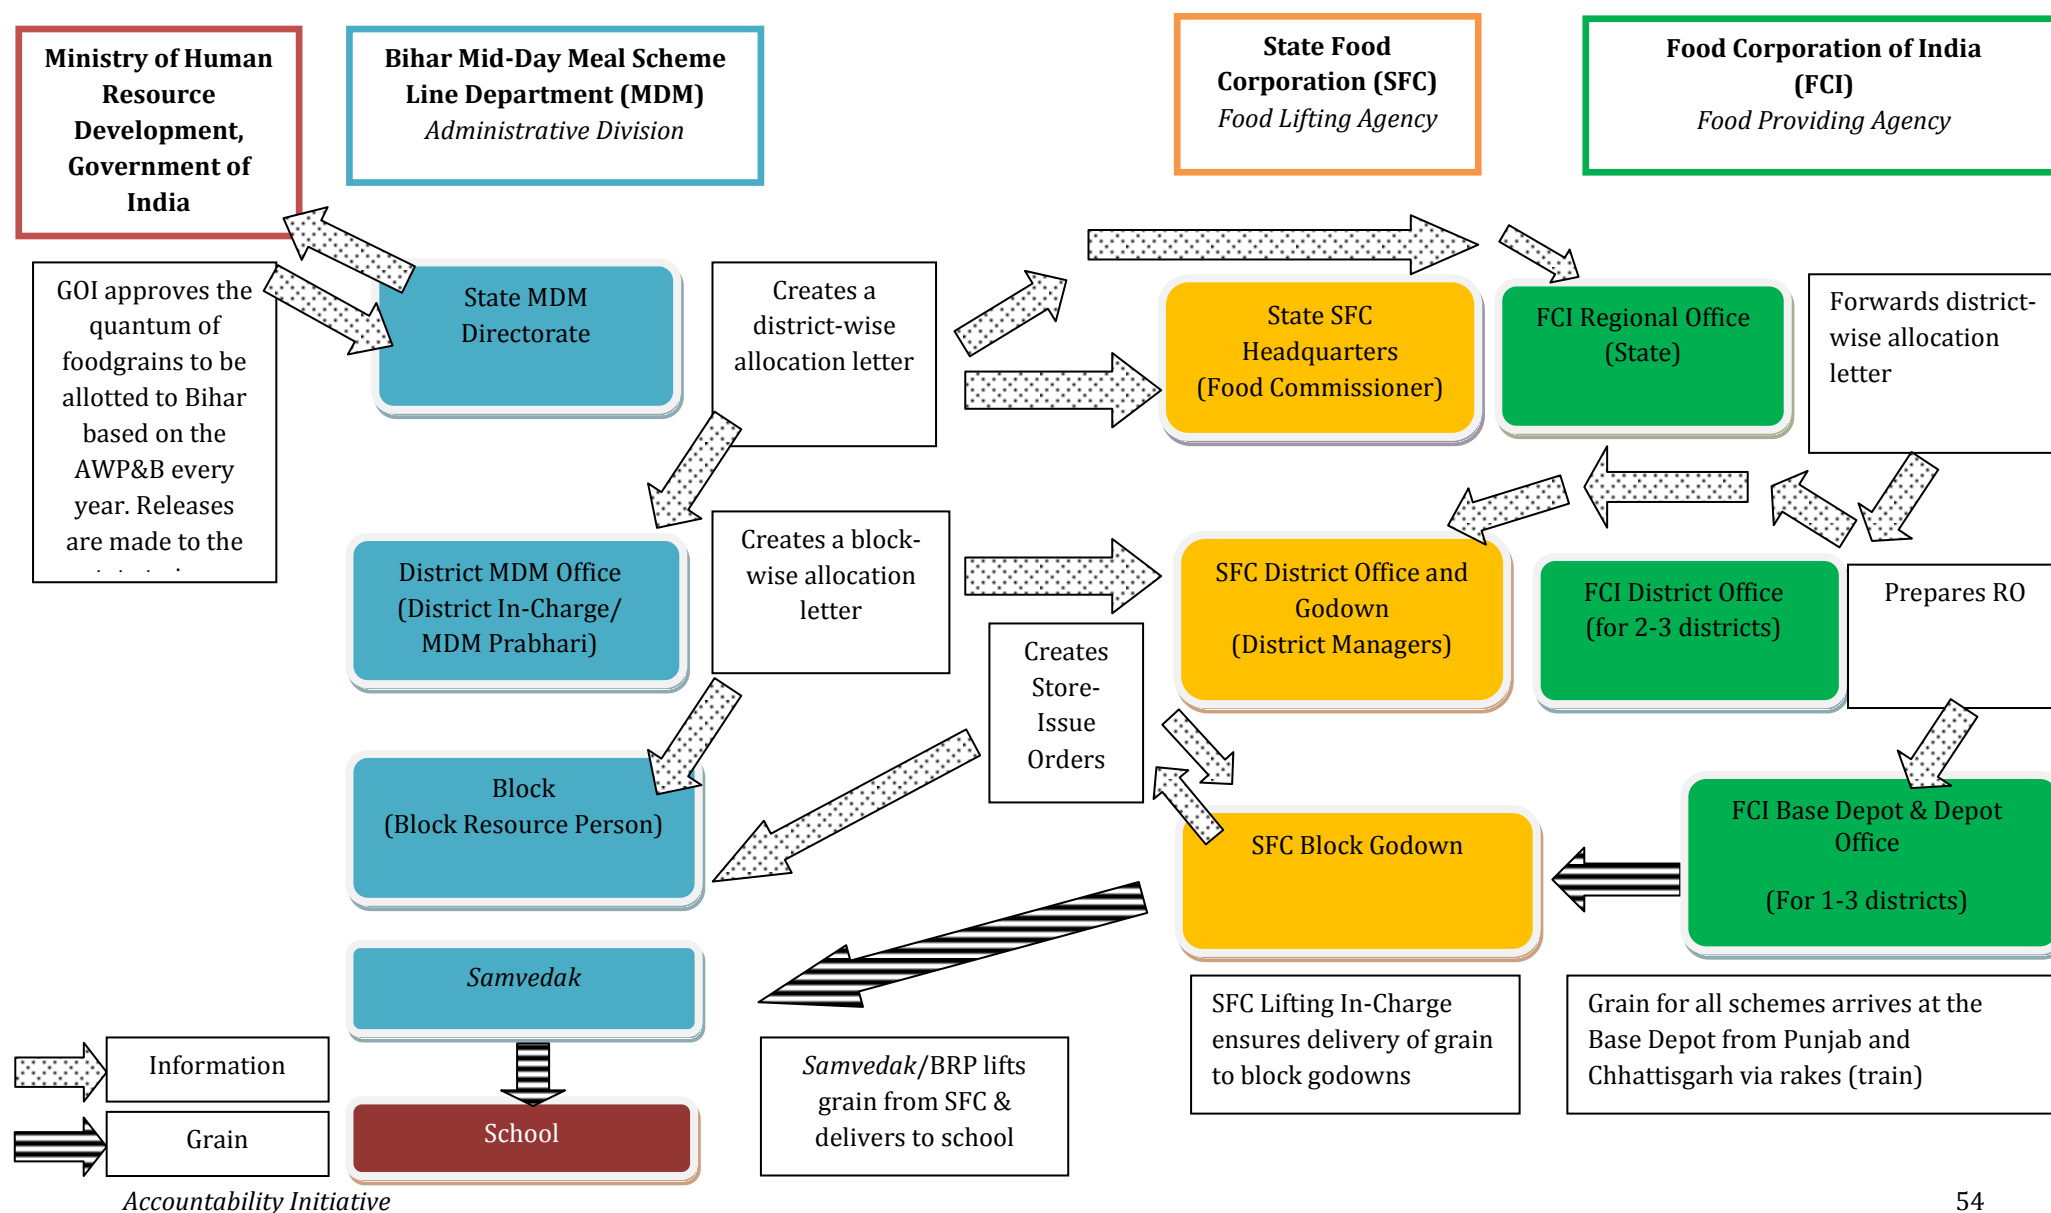 Ministry of Human
Resource
Development,
Government of
India
Bihar Mid-Day Meal Scheme
Line Department (MDM)
Administrative Division
State Food
Corporation (SFC)
Food Lifting Agency
Food Corporation of India
(FCI)
Food Providing Agency
GOI approves the
quantum of
foodgrains to be
allotted to Bihar
based on the
AWP&B every
year. Releases
are made to the
State MDM
Directorate
Creates a
district-wise
allocation letter
State SFC
Headquarters
(Food Commissioner)
FCI Regional Office
(State)
Forwards district-
wise allocation
letter
District MDM Office
(District In-Charge/
MDM Prabhari)
Creates a block-
wise allocation
letter
SFC District Office and
Godown
(District Managers)
FCI District Office
(for 2-3 districts)
Prepares RO
Creates
Store-
Issue
Orders
Block
(Block Resource Person)
SFC Block Godown
FCI Base Depot & Depot
Office
(For 1-3 districts)
Samvedak
SFC Lifting In-Charge
ensures delivery of grain
to block godowns
Grain for all schemes arrives at the
Base Depot from Punjab and
Chhattisgarh via rakes (train)
Samvedak/BRP lifts
grain from SFC &
delivers to school
Information
Grain
School
Accountability Initiative
54